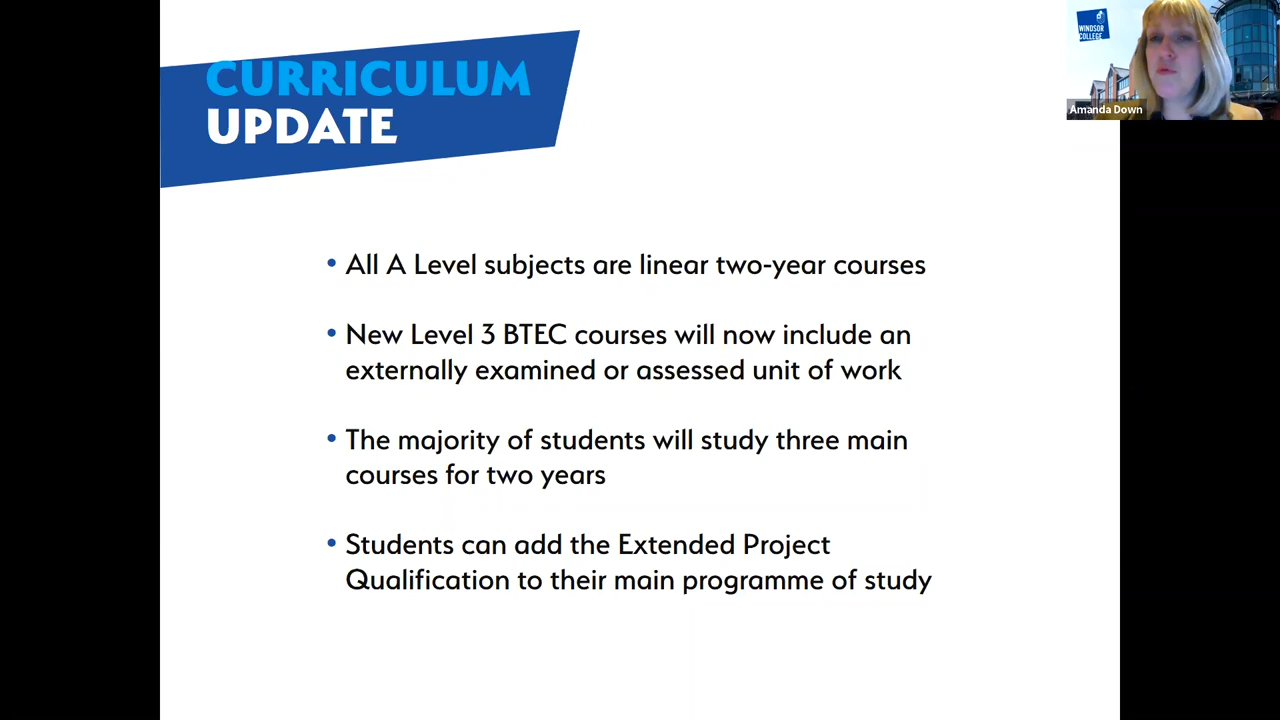 CURRICULUM
UPDATE
• All A Level subjects are linear two-year courses
• New Level 3 BTEC courses will now include an
externally examined or assessed unit of work
• The majority of students will study three main
courses for two years
• Students can add the Extended Project
Qualification to their main programme of study
WINDSOR
COLLEGE
Amanda Down